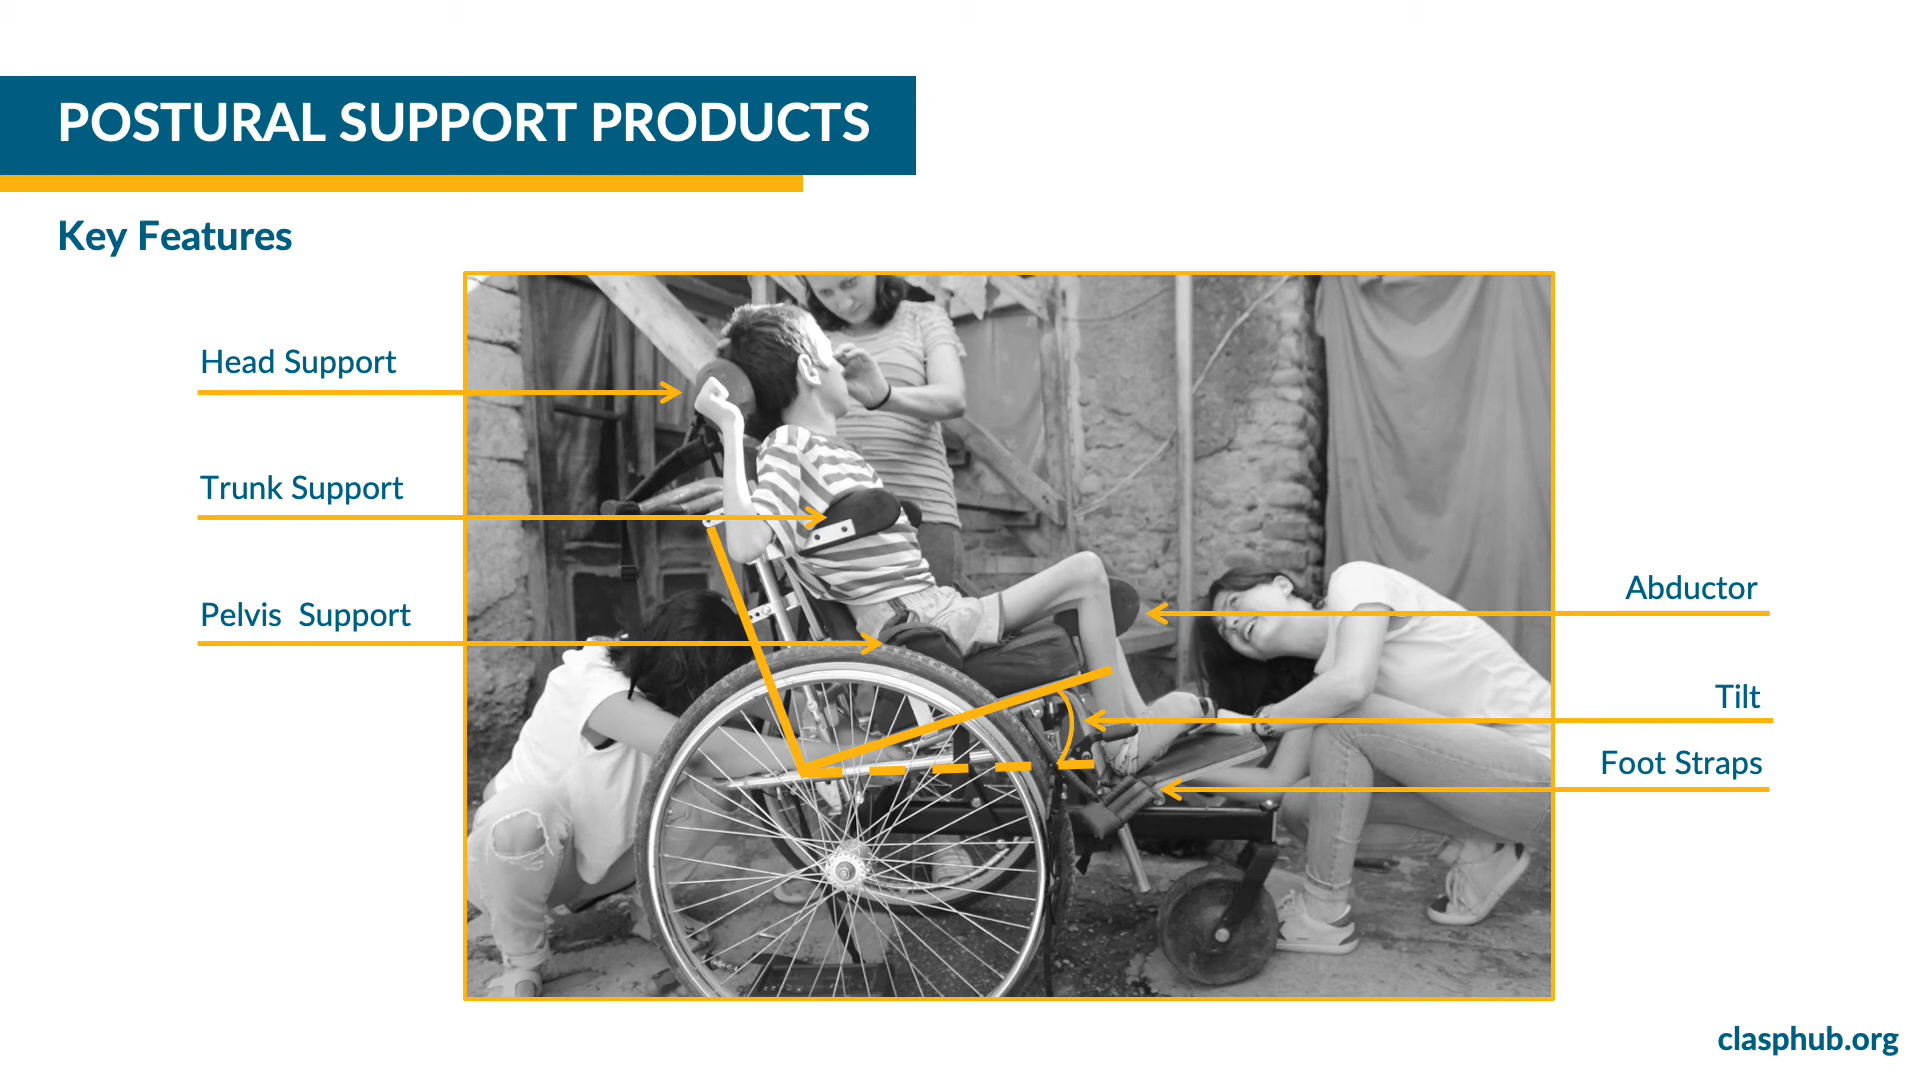 POSTURAL SUPPORT PRODUCTS
Key Features
Head Support
Trunk Support
Pelvis  Support
Abductor
Tilt
Foot Straps
clasphub.org